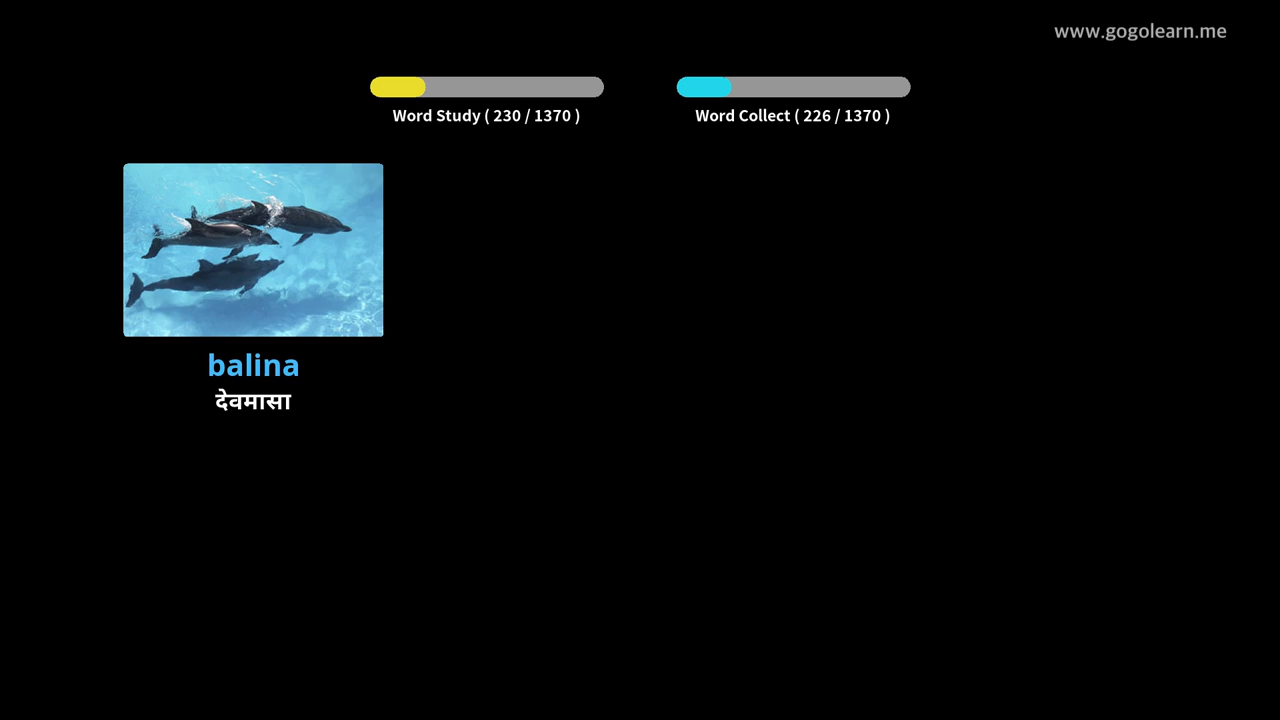 www.gogolearn.me
Word Study ( 230 / 1370 )
Word Collect ( 226 / 1370 )
balina
देवमासा